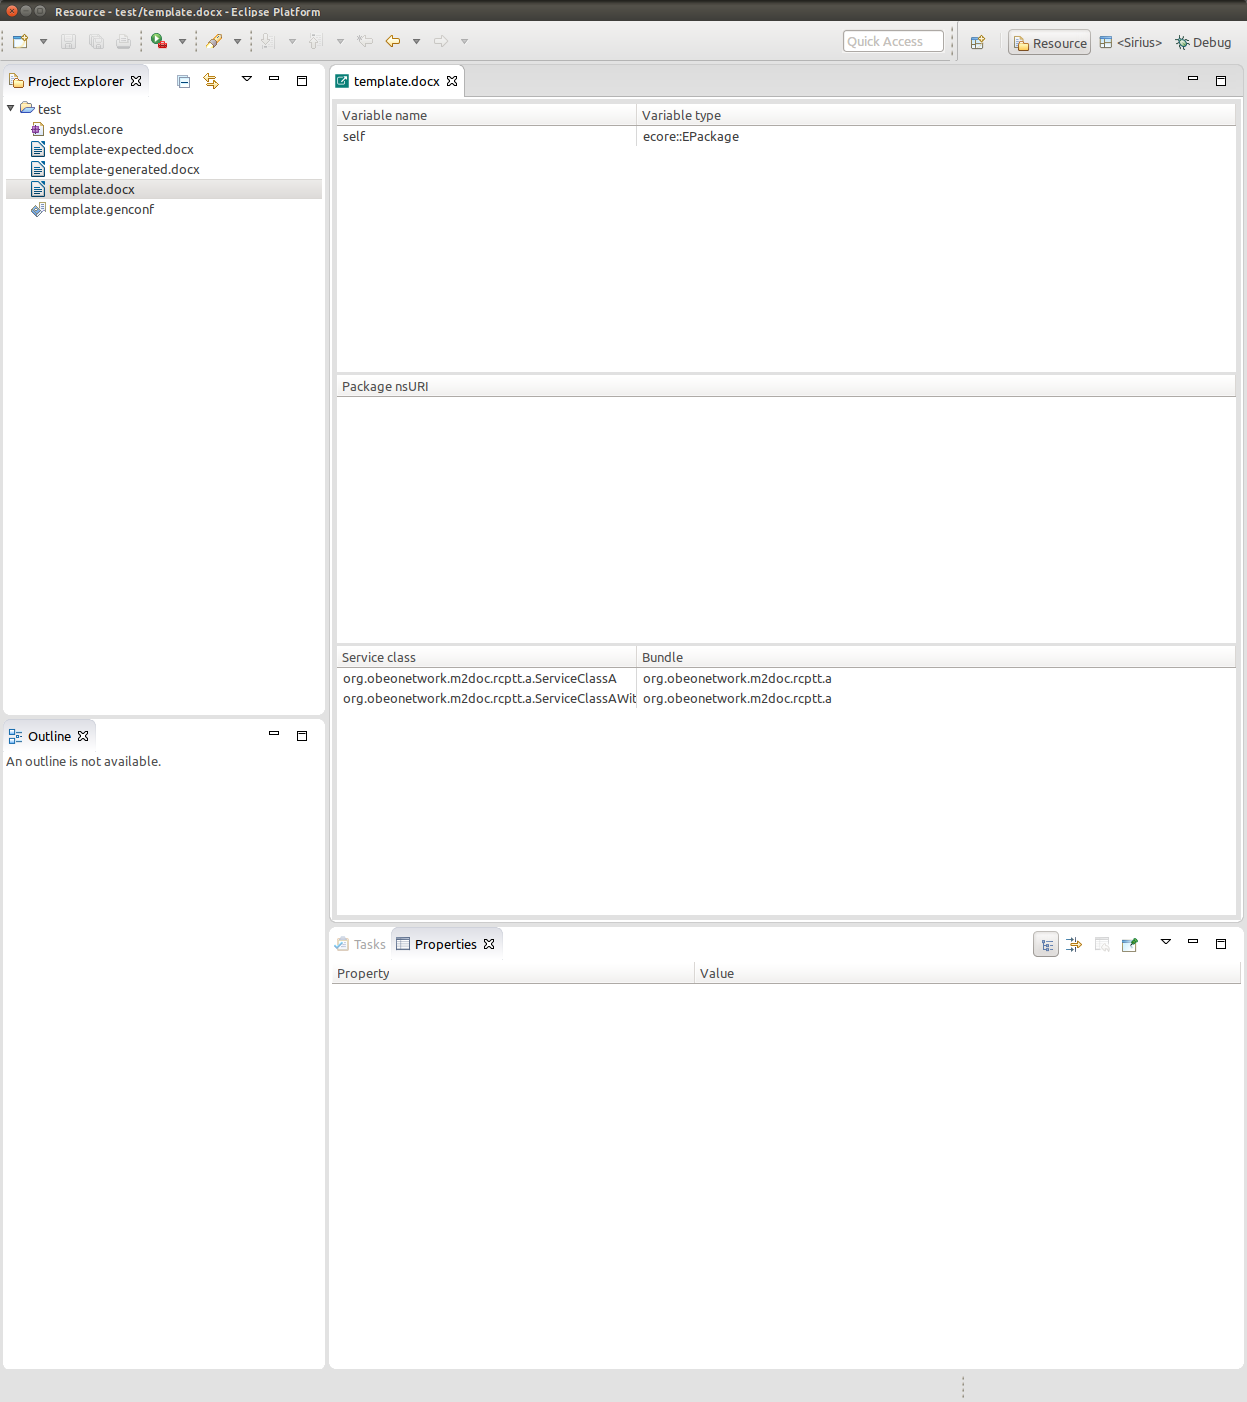 Resource - test/template.docx - Eclipse Platform
Quick Access
Resource
<Sirius>
Debug
Project Explorer
test
anydsl.ecore
template-expected.docx
template-generated.docx
template.docx
template.genconf
Outline
An outline is not available.
template.docx
Variable name Variable type
self ecore::EPackage
Package nsURI
Service class Bundle
org.obeonetwork.m2doc.rcptt.a.ServiceClassA org.obeonetwork.m2doc.rcptt.a
org.obeonetwork.m2doc.rcptt.a.ServiceClassAWit org.obeonetwork.m2doc.rcptt.a
Tasks Properties
Property Value